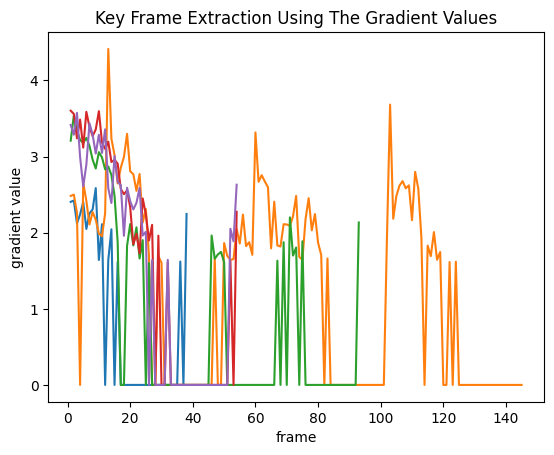 Key Frame Extraction Using The Gradient Values
gradient value
4
3
2
1
0
0 20 40 60 80 100 120 140
frame